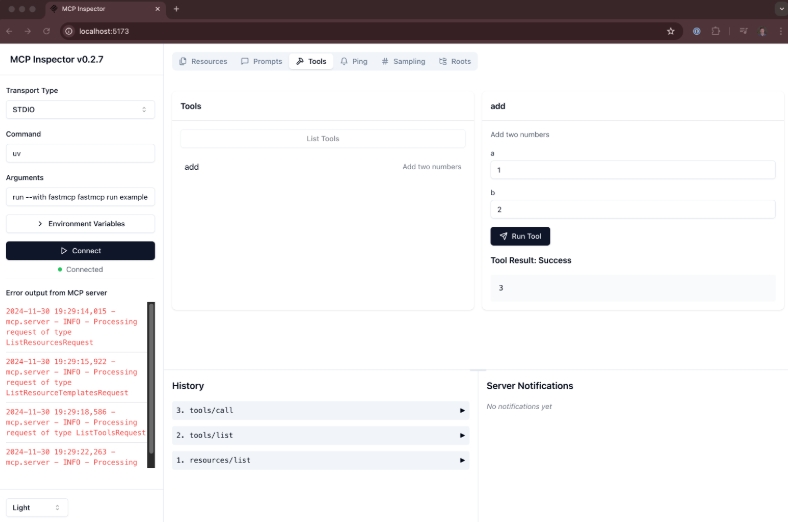 MCP Inspector
localhost:5173
MCP Inspector v0.2.7
Transport Type
STDIO
Command
uv
Arguments
run --with fastmcp fastmcp run example
Environment Variables
Connect
Connected
Error output from MCP server
2024-11-30 19:29:14,015 -
mcp.server - INFO - Processing
request of type
ListResourcesRequest
2024-11-30 19:29:15,922 -
mcp.server - INFO - Processing
request of type
ListResourceTemplatesRequest
2024-11-30 19:29:18,586 -
mcp.server - INFO - Processing
request of type ListToolsRequest
2024-11-30 19:29:22,263 -
mcp.server - INFO - Processing
Light
Resources
Prompts
Tools
Ping
Sampling
Roots
Tools
List Tools
add
Add two numbers
add
Add two numbers
a
1
b
2
Run Tool
Tool Result: Success
3
History
3. tools/call
2. tools/list
1. resources/list
Server Notifications
No notifications yet